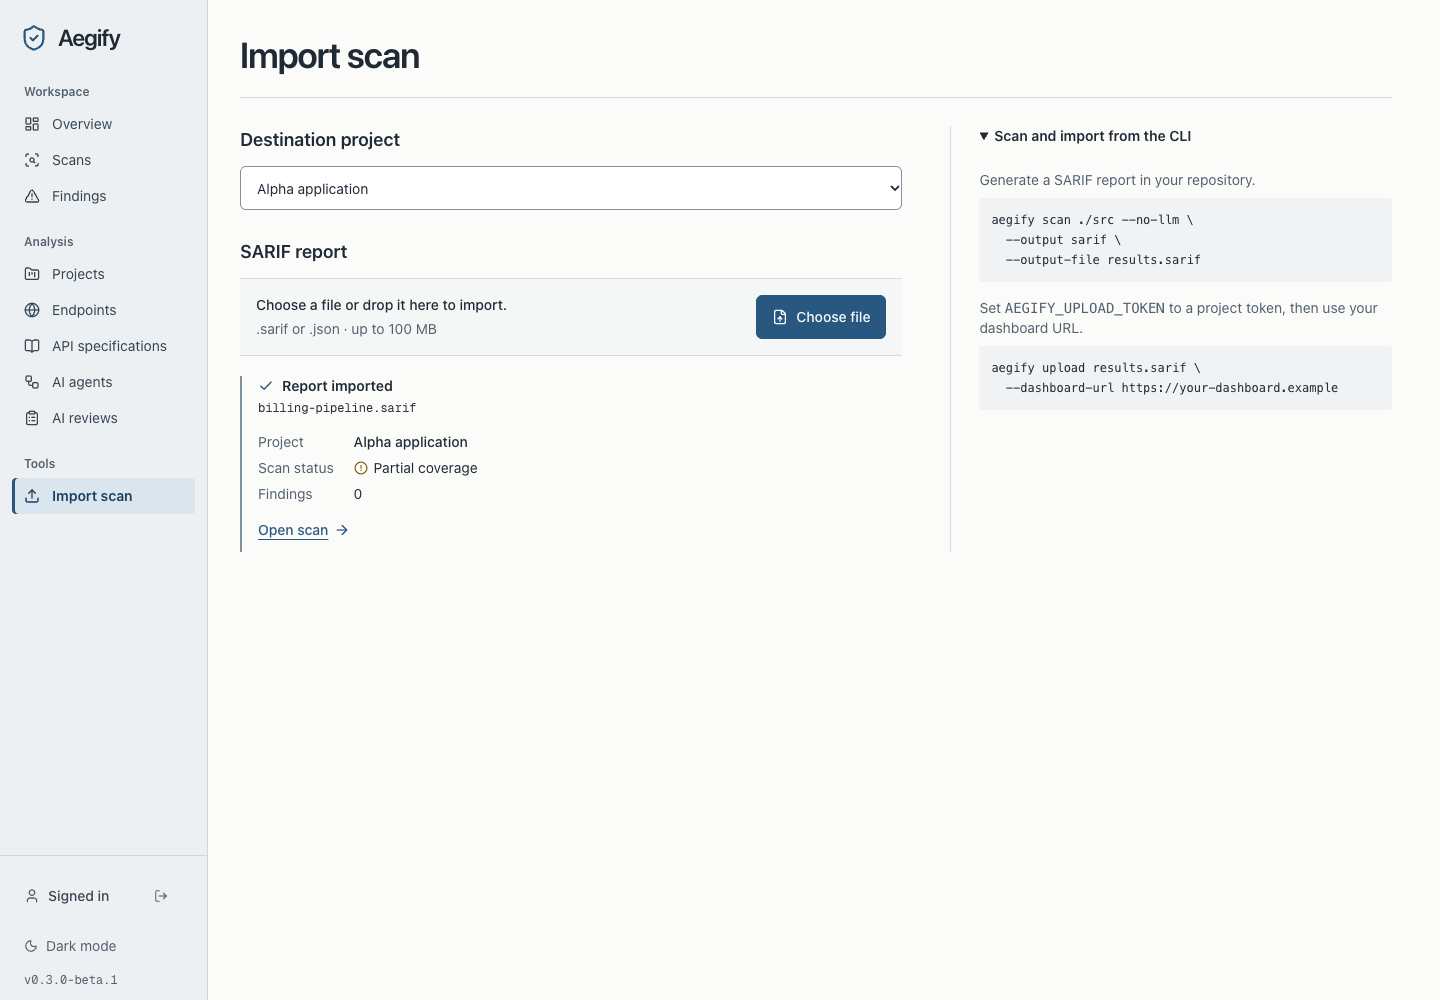 Aegify
Workspace
Overview
Scans
Findings
Analysis
Projects
Endpoints
API specifications
AI agents
AI reviews
Tools
Import scan
Signed in
Dark mode
v0.3.0-beta.1
Import scan
Destination project
Alpha application
SARIF report
Choose a file or drop it here to import.
.sarif or .json · up to 100 MB
Choose file
Report imported
billing-pipeline.sarif
Project Alpha application
Scan status Partial coverage
Findings 0
Open scan
Scan and import from the CLI
Generate a SARIF report in your repository.
aegify scan ./src --no-llm \
--output sarif \
--output-file results.sarif
Set AEGIFY_UPLOAD_TOKEN to a project token, then use your
dashboard URL.
aegify upload results.sarif \
--dashboard-url https://your-dashboard.example